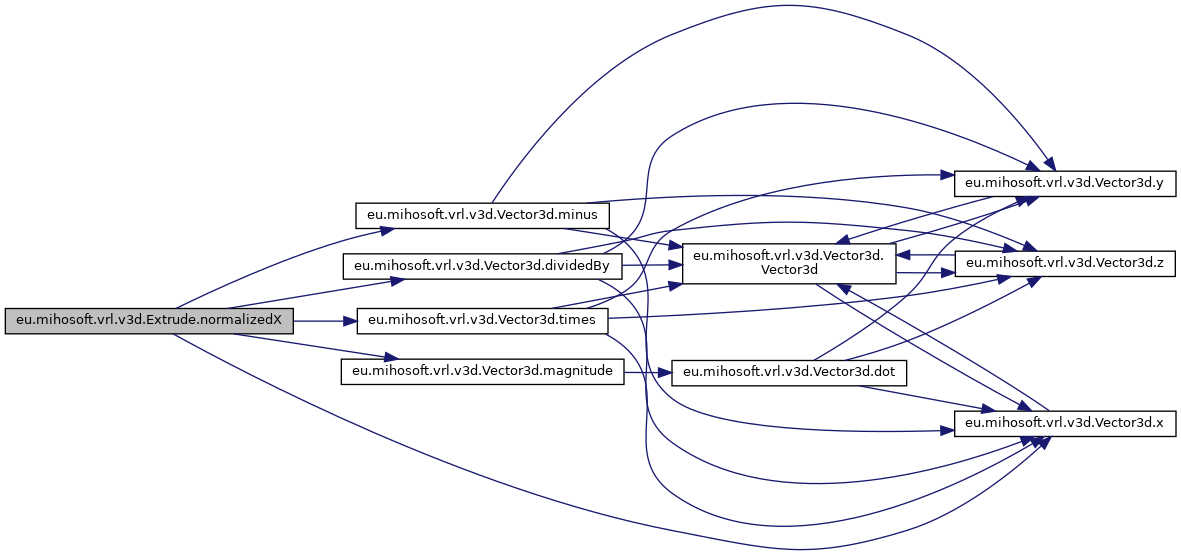 eu.mihosoft.vrl.v3d.Extrude.normalizedX
eu.mihosoft.vrl.v3d.Vector3d.minus
eu.mihosoft.vrl.v3d.Vector3d.dividedBy
eu.mihosoft.vrl.v3d.Vector3d.times
eu.mihosoft.vrl.v3d.Vector3d.magnitude
eu.mihosoft.vrl.v3d.Vector3d.
Vector3d
eu.mihosoft.vrl.v3d.Vector3d.dot
eu.mihosoft.vrl.v3d.Vector3d.y
eu.mihosoft.vrl.v3d.Vector3d.z
eu.mihosoft.vrl.v3d.Vector3d.x